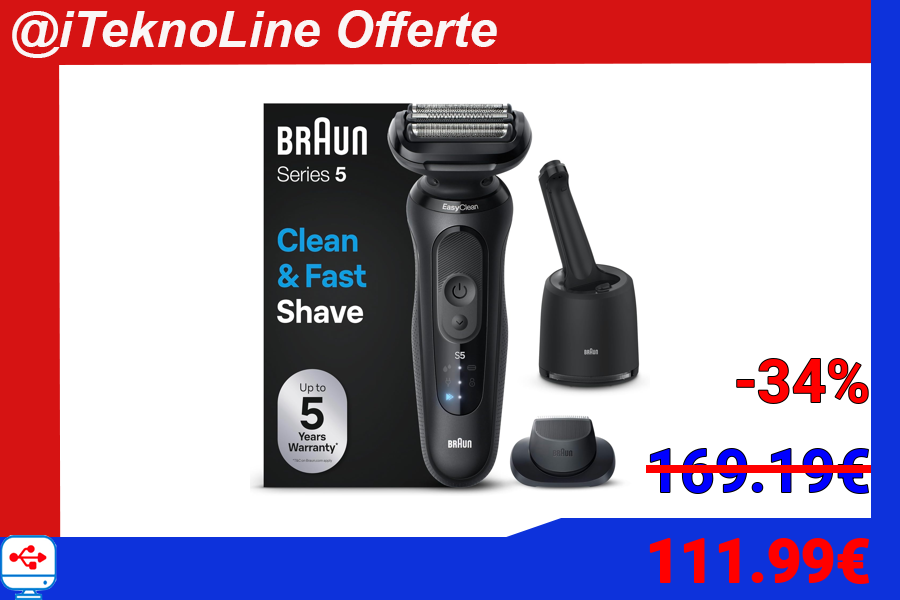 @iTeknoLine Offerte
BRAUN
Series 5
Clean
& Fast
Shave
Up to
5
Years
Warranty*
EasyClean
S5
BRAUN
BRAUN
BRAUN
-34%
169.19€
111.99€